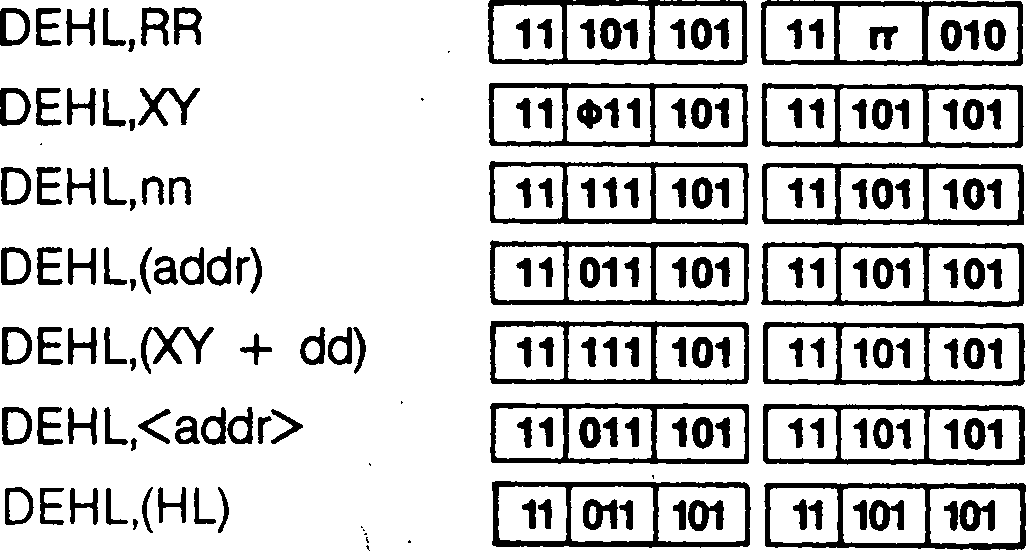 DEHL,RR 11 101 101 11 rr 010
DEHL,XY 11 Φ11 101 11 101 101
DEHL,nn 11 111 101 11 101 101
DEHL,(addr) 11 011 101 11 101 101
DEHL,(XY + dd) 11 111 101 11 101 101
DEHL,<addr> 11 011 101 11 101 101
DEHL,(HL) 11 011 101 11 101 101